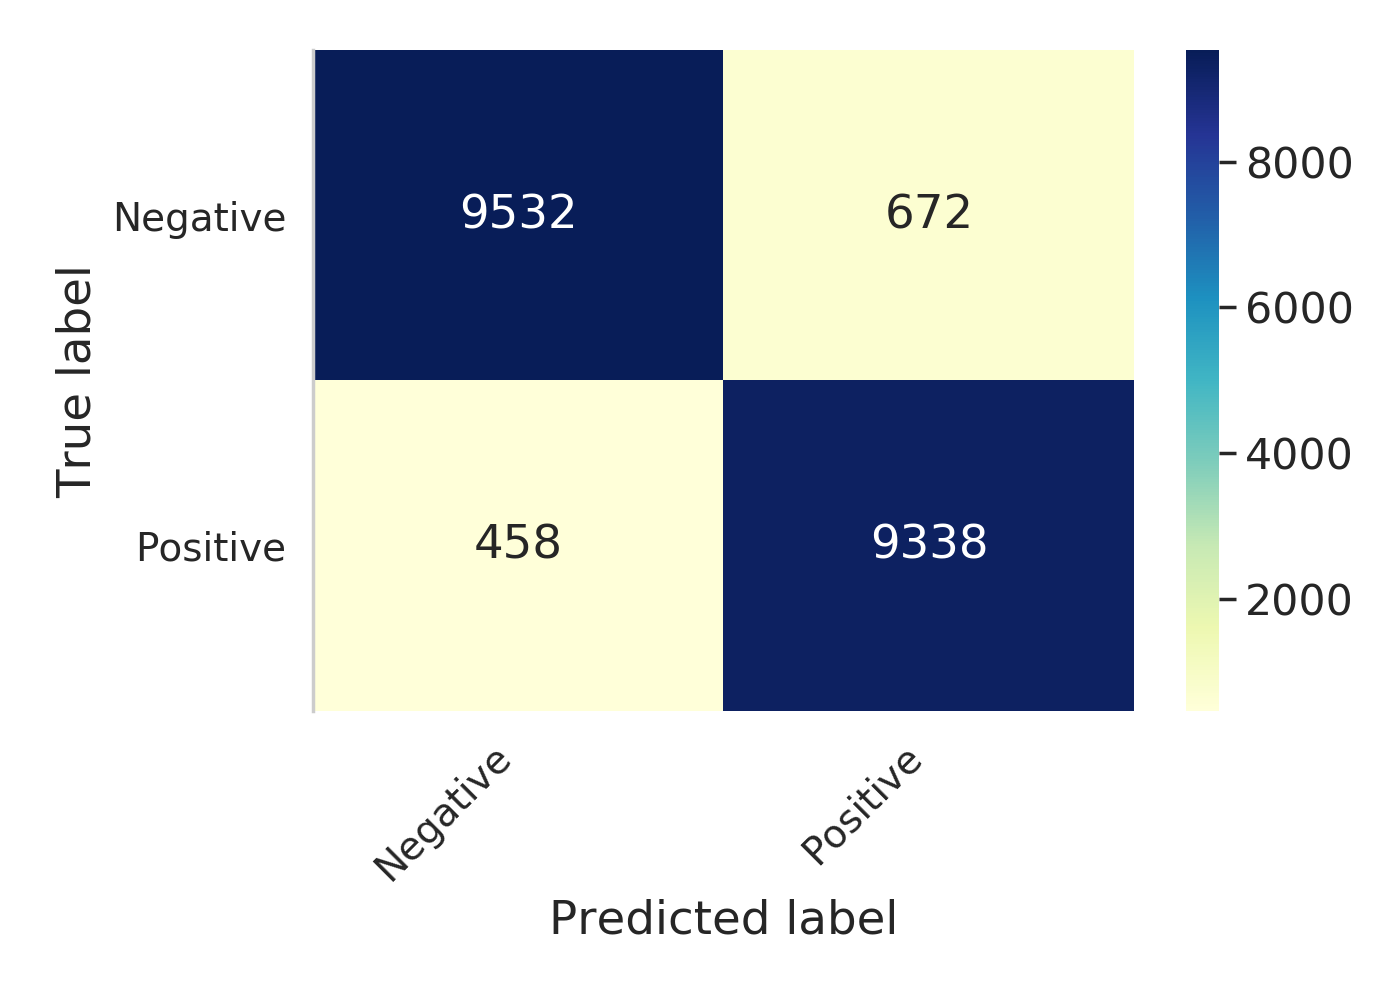 True label
Negative
9532
672
Positive
458
9338
8000
6000
4000
2000
Negative
Positive
Predicted label